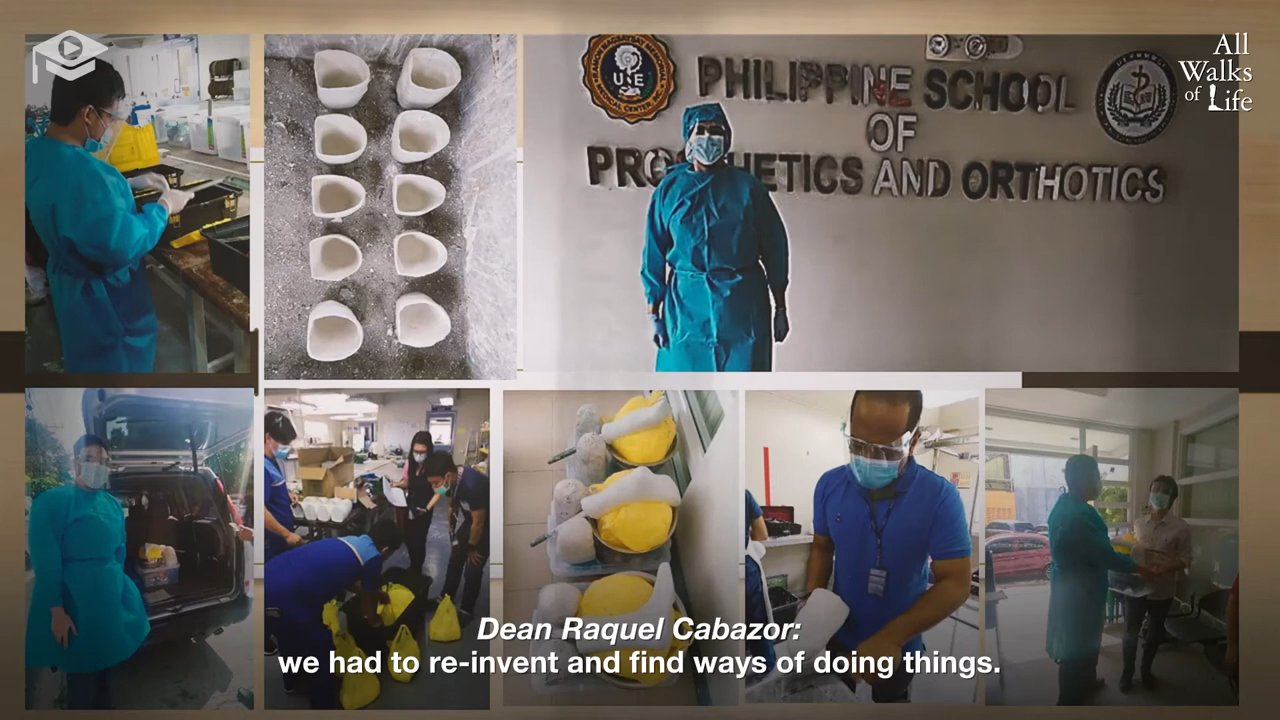 All
Walks
of Life
PHILIPPINE SCHOOL
OF
PROSTHETICS AND ORTHOTICS
UE
Dean Raquel Cabazor:
we had to re-invent and find ways of doing things.